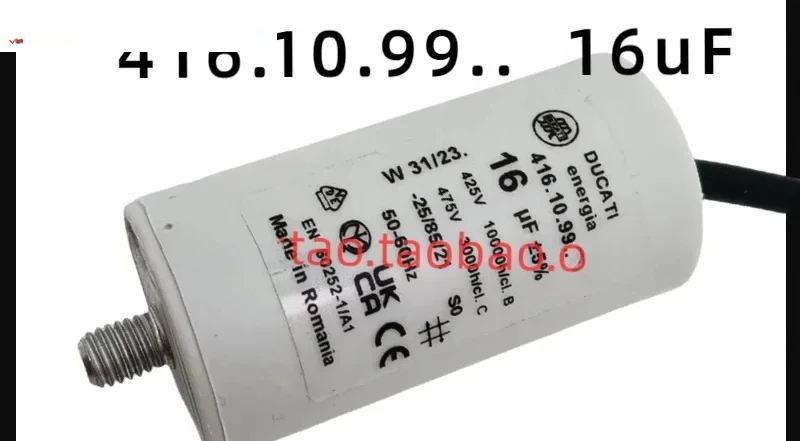 416.10.99.. 16uF
DUCATI
energia
416.10.99..
16 µF ±5%
425V 10000h/cl. B
475V 3000h/cl. C
-25/85/21 S0
50-60Hz
W 31/23.
UK
CA
CE
EN 60252-1/A1
Made in Romania
tao.taobao.o